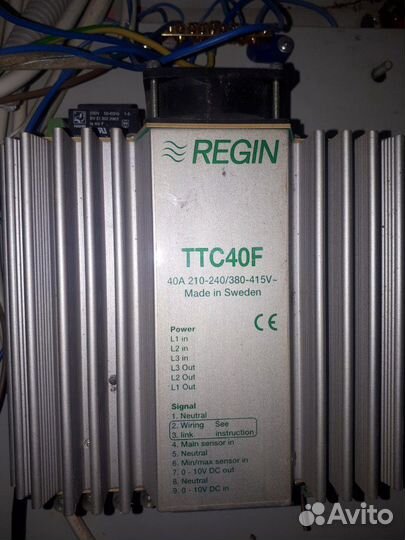 REGIN
TTC40F
40A 210-240/380-415V~
Made in Sweden
CE
Power
L1 in
L2 in
L3 in
L3 Out
L2 Out
L1 Out
Signal
1. Neutral
2. Wiring See
3. link instruction
4. Main sensor in
5. Neutral
6. Min/max sensor in
7. 0 - 10V DC out
8. Neutral
9. 0 - 10V DC in
Avito